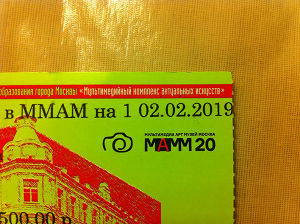 образования города Москвы «Мультимедийный комплекс актуальных искусств»
в ММАМ на 1 02.02.2019
МУЛЬТИМЕДИА АРТ МУЗЕЙ МОСКВА
МАММ 20
500.00 р